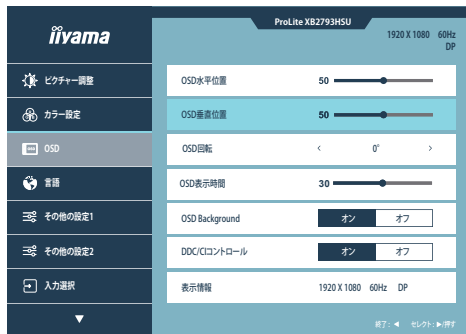 iiyama
ProLite XB2793HSU
1920 X 1080 60Hz
DP
ピクチャー調整
カラー設定
OSD
言語
その他の設定1
その他の設定2
入力選択
▼
OSD水平位置 50
OSD垂直位置 50
OSD回転 < 0° >
OSD表示時間 30
OSD Background オン オフ
DDC/CIコントロール オン オフ
表示情報 1920 X 1080 60Hz DP
終了: ◀ セレクト: ▶/押す